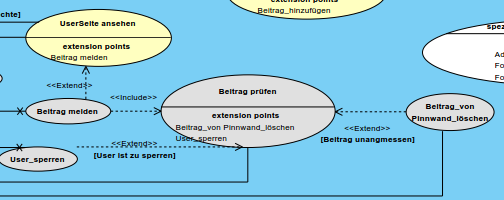 extension points
Beitrag_hinzufügen
chte]
UserSeite ansehen
extension points
Beitrag melden
spez
Ad
Fo
Fo
<<Extend>>
<<Include>>
Beitrag melden
Beitrag prüfen
extension points
Beitrag_von Pinnwand_löschen
User_sperren
Beitrag_von
Pinnwand_löschen
<<Extend>>
[Beitrag unangmessen]
<<Extend>>
[User ist zu sperren]
User_sperren